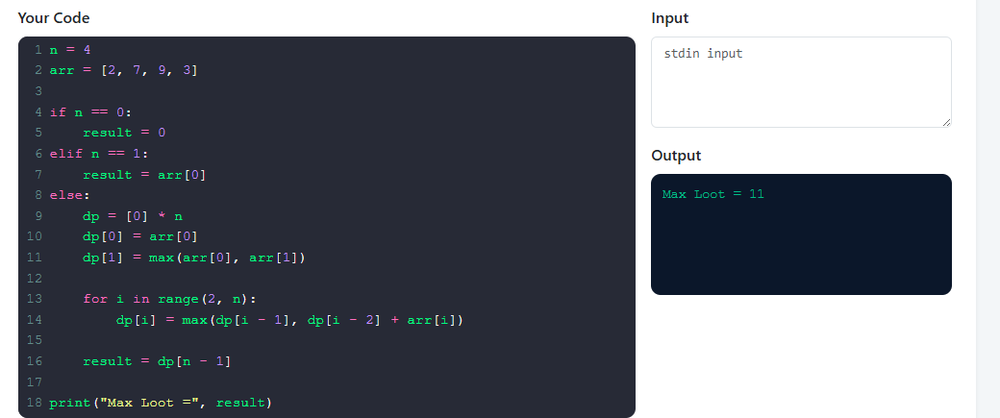 Your Code
1 n = 4
2 arr = [2, 7, 9, 3]
3
4 if n == 0:
5     result = 0
6 elif n == 1:
7     result = arr[0]
8 else:
9     dp = [0] * n
10     dp[0] = arr[0]
11     dp[1] = max(arr[0], arr[1])
12
13     for i in range(2, n):
14         dp[i] = max(dp[i - 1], dp[i - 2] + arr[i])
15
16     result = dp[n - 1]
17
18 print("Max Loot =", result)
Input
stdin input
Output
Max Loot = 11